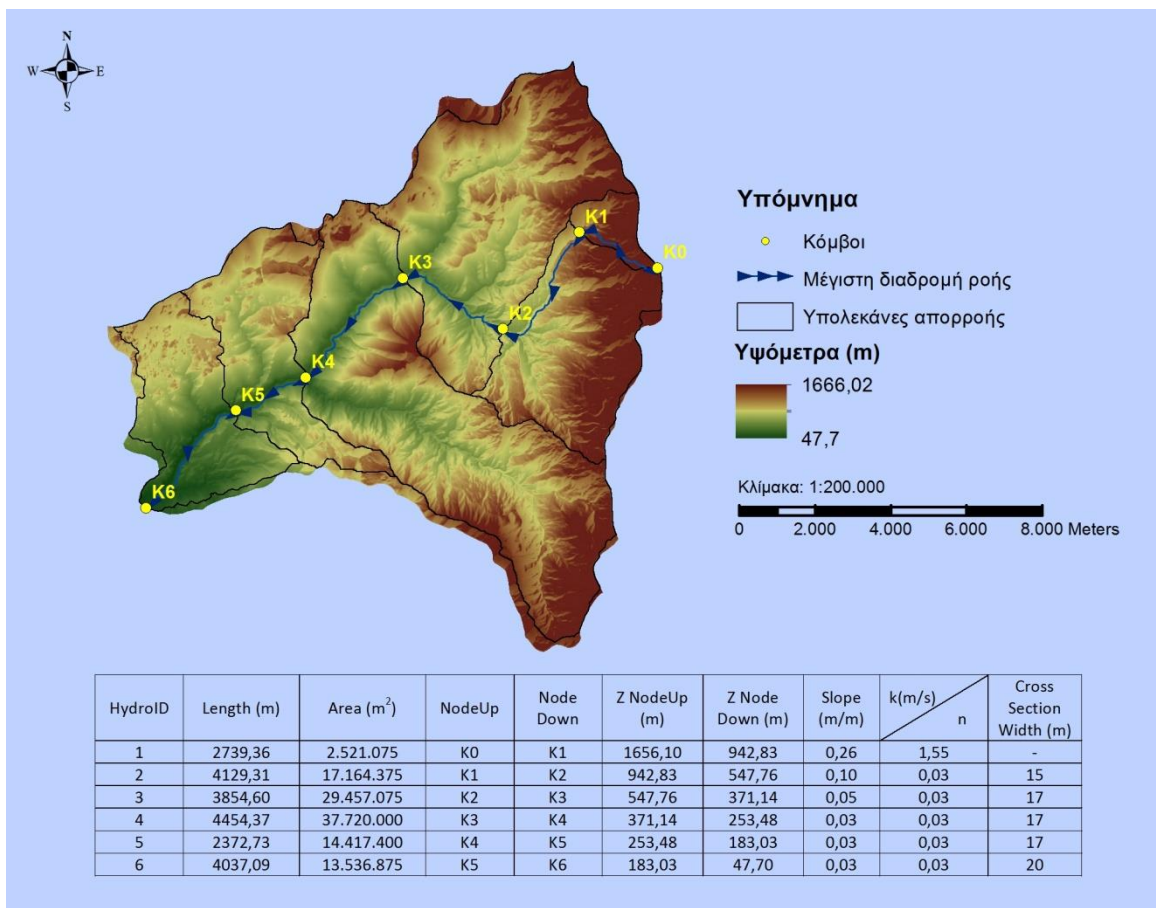 N
W E
S
K1
K0
K3
K2
K4
K5
K6
Υπόμνημα
Κόμβοι
Μέγιστη διαδρομή ροής
Υπολεκάνες απορροής
Υψόμετρα (m)
1666,02
47,7
Κλίμακα: 1:200.000
0 2.000 4.000 6.000 8.000 Meters
HydroID Length (m) Area (m²) NodeUp Node Down Z NodeUp (m) Z Node Down (m) Slope (m/m) k(m/s) n Cross Section Width (m)
1 2739,36 2.521.075 K0 K1 1656,10 942,83 0,26 1,55 -
2 4129,31 17.164.375 K1 K2 942,83 547,76 0,10 0,03 15
3 3854,60 29.457.075 K2 K3 547,76 371,14 0,05 0,03 17
4 4454,37 37.720.000 K3 K4 371,14 253,48 0,03 0,03 17
5 2372,73 14.417.400 K4 K5 253,48 183,03 0,03 0,03 17
6 4037,09 13.536.875 K5 K6 183,03 47,70 0,03 0,03 20